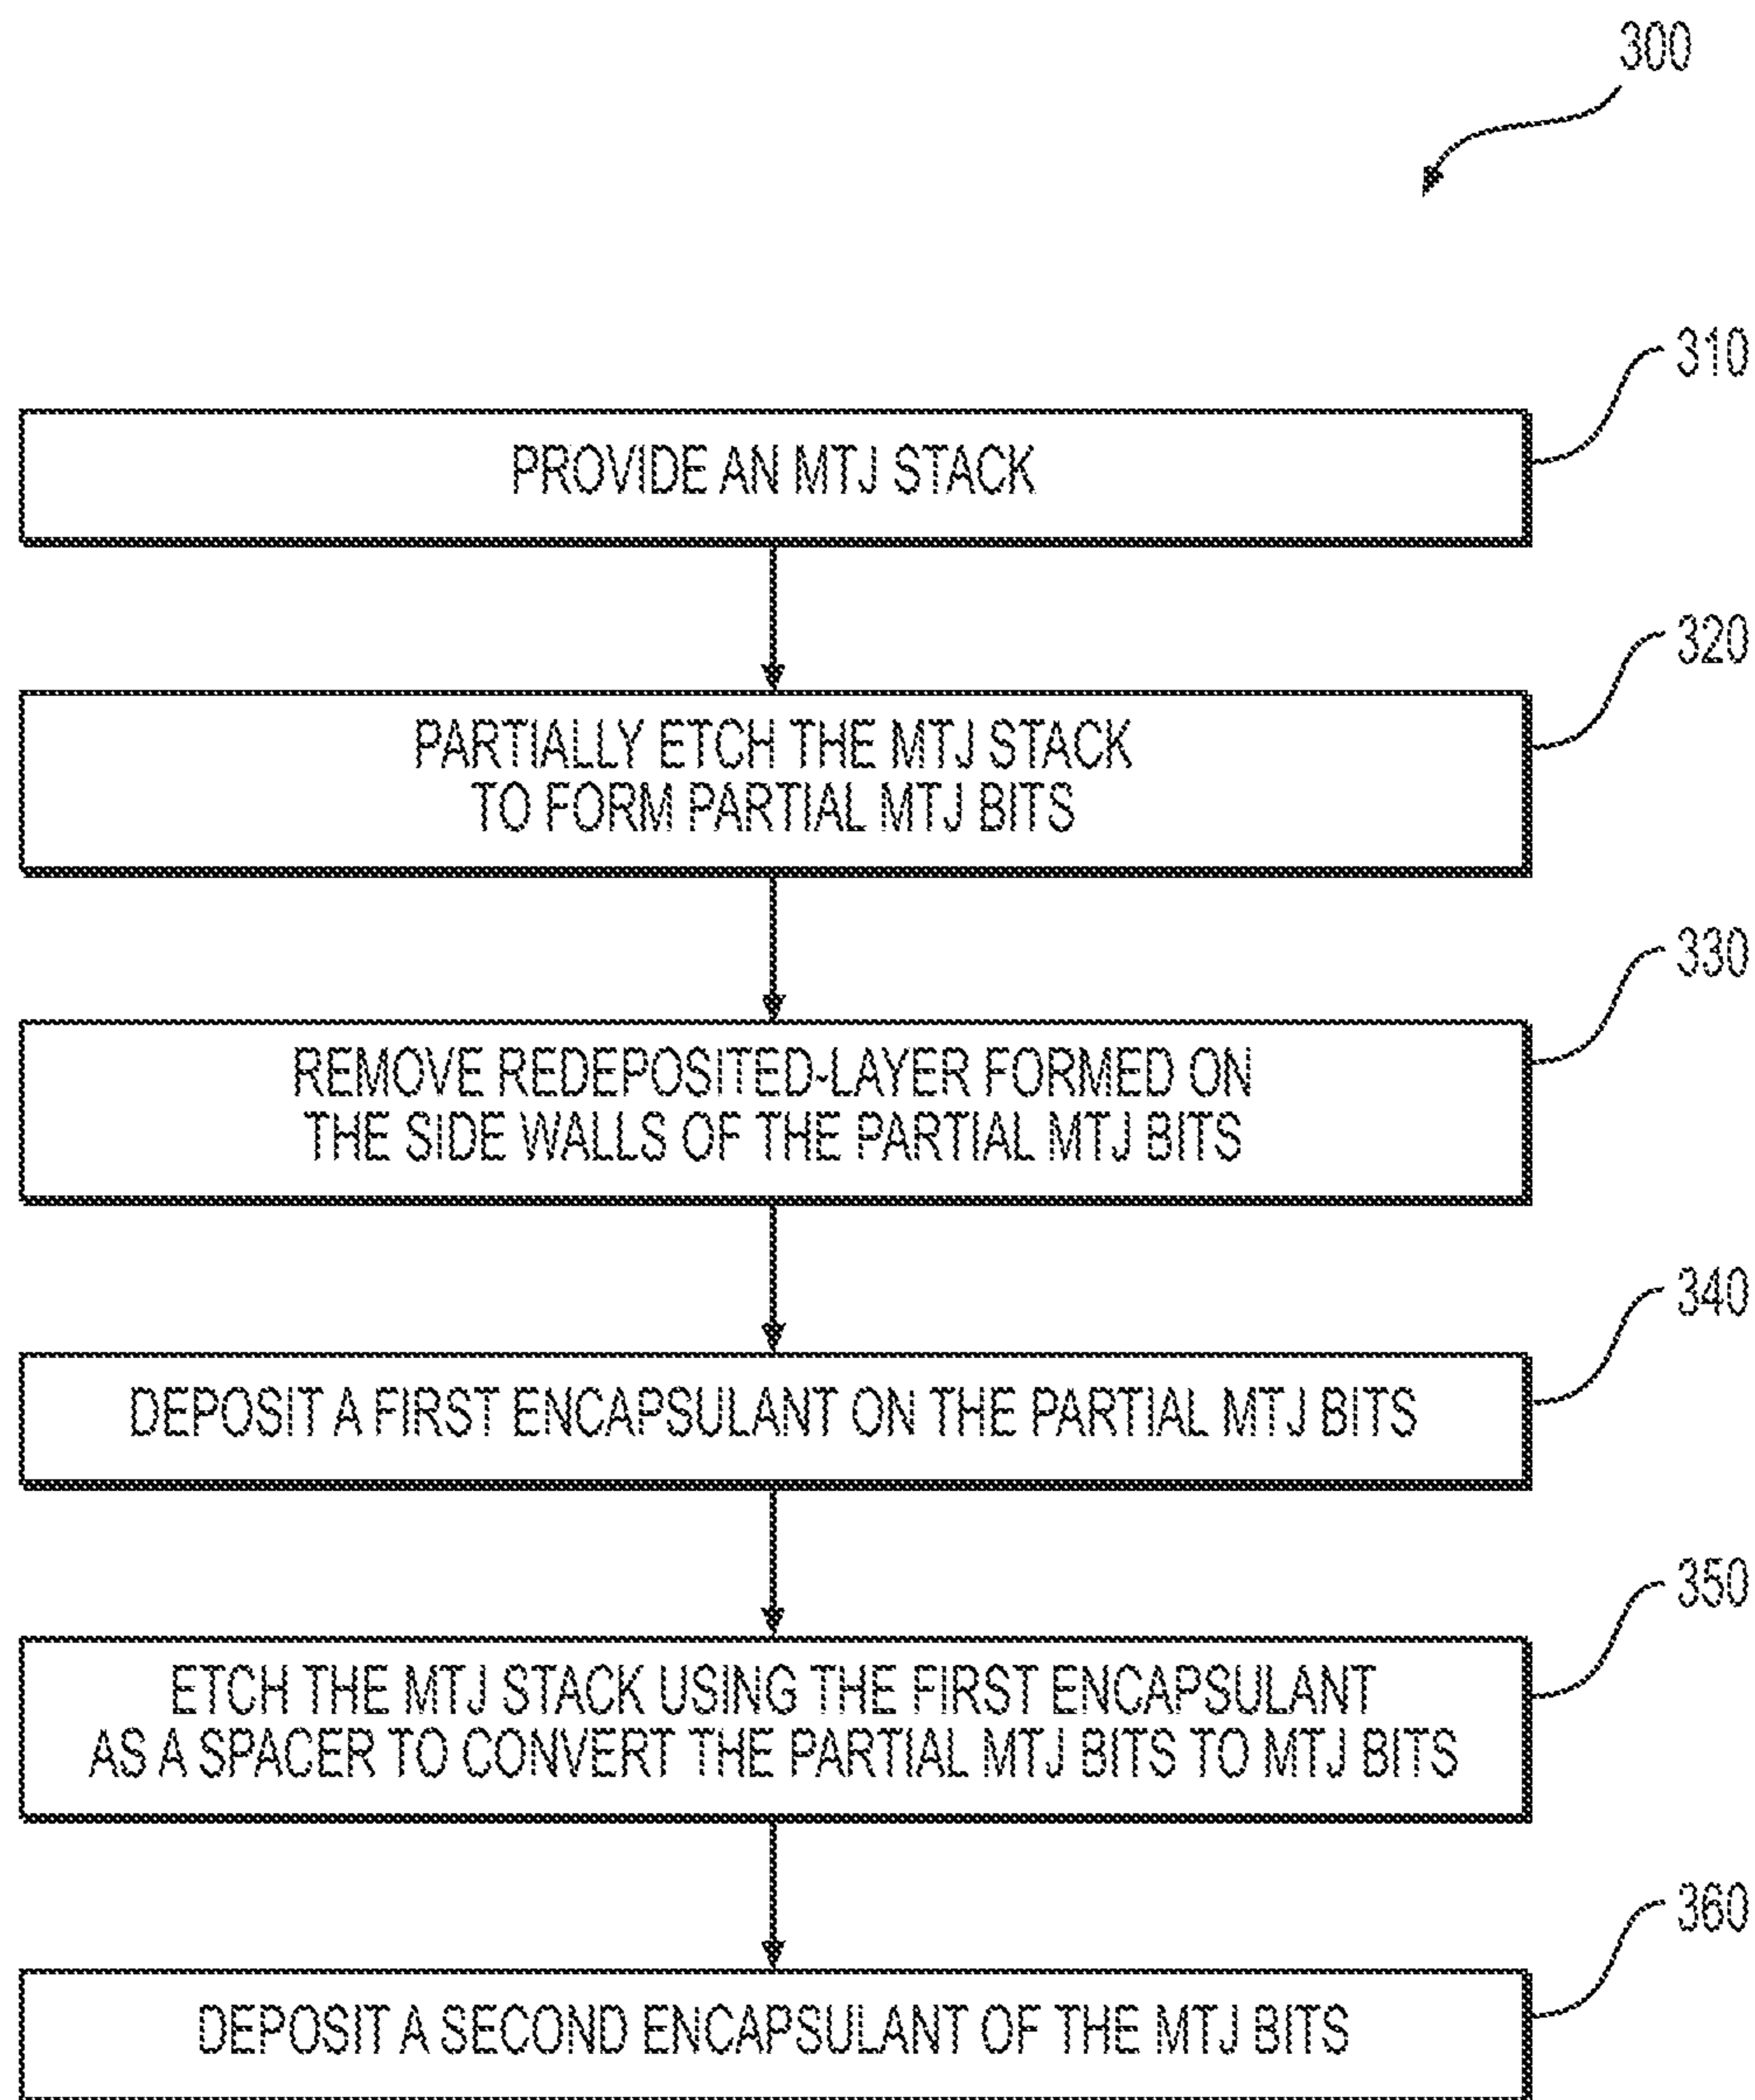 300
310
PROVIDE AN MTJ STACK
320
PARTIALLY ETCH THE MTJ STACK
TO FORM PARTIAL MTJ BITS
330
REMOVE REDEPOSITED-LAYER FORMED ON
THE SIDE WALLS OF THE PARTIAL MTJ BITS
340
DEPOSIT A FIRST ENCAPSULANT ON THE PARTIAL MTJ BITS
350
ETCH THE MTJ STACK USING THE FIRST ENCAPSULANT
AS A SPACER TO CONVERT THE PARTIAL MTJ BITS TO MTJ BITS
360
DEPOSIT A SECOND ENCAPSULANT OF THE MTJ BITS